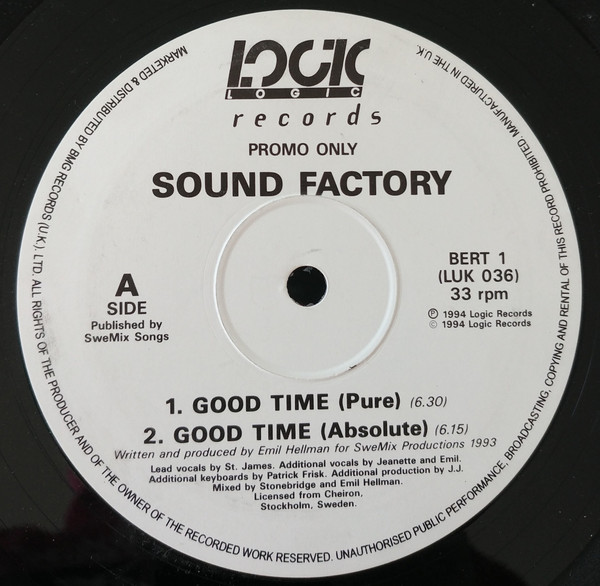 LOGIC
LOGIC
records
PROMO ONLY
SOUND FACTORY
A
SIDE
Published by
SweMix Songs
BERT 1
(LUK 036)
33 rpm
℗ 1994 Logic Records
© 1994 Logic Records
1. GOOD TIME (Pure) (6.30)
2. GOOD TIME (Absolute) (6.15)
Written and produced by Emil Hellman for SweMix Productions 1993
Lead vocals by St. James. Additional vocals by Jeanette and Emil.
Additional keyboards by Patrick Frisk. Additional production by J.J.
Mixed by Stonebridge and Emil Hellman.
Licensed from Cheiron,
Stockholm, Sweden.
MARKETED & DISTRIBUTED BY BMG RECORDS (U.K.) LTD. ALL RIGHTS OF THE PRODUCER AND OF THE OWNER OF THE RECORDED WORK RESERVED. UNAUTHORISED PUBLIC PERFORMANCE, BROADCASTING, COPYING AND RENTAL OF THIS RECORD PROHIBITED. MANUFACTURED IN THE U.K.